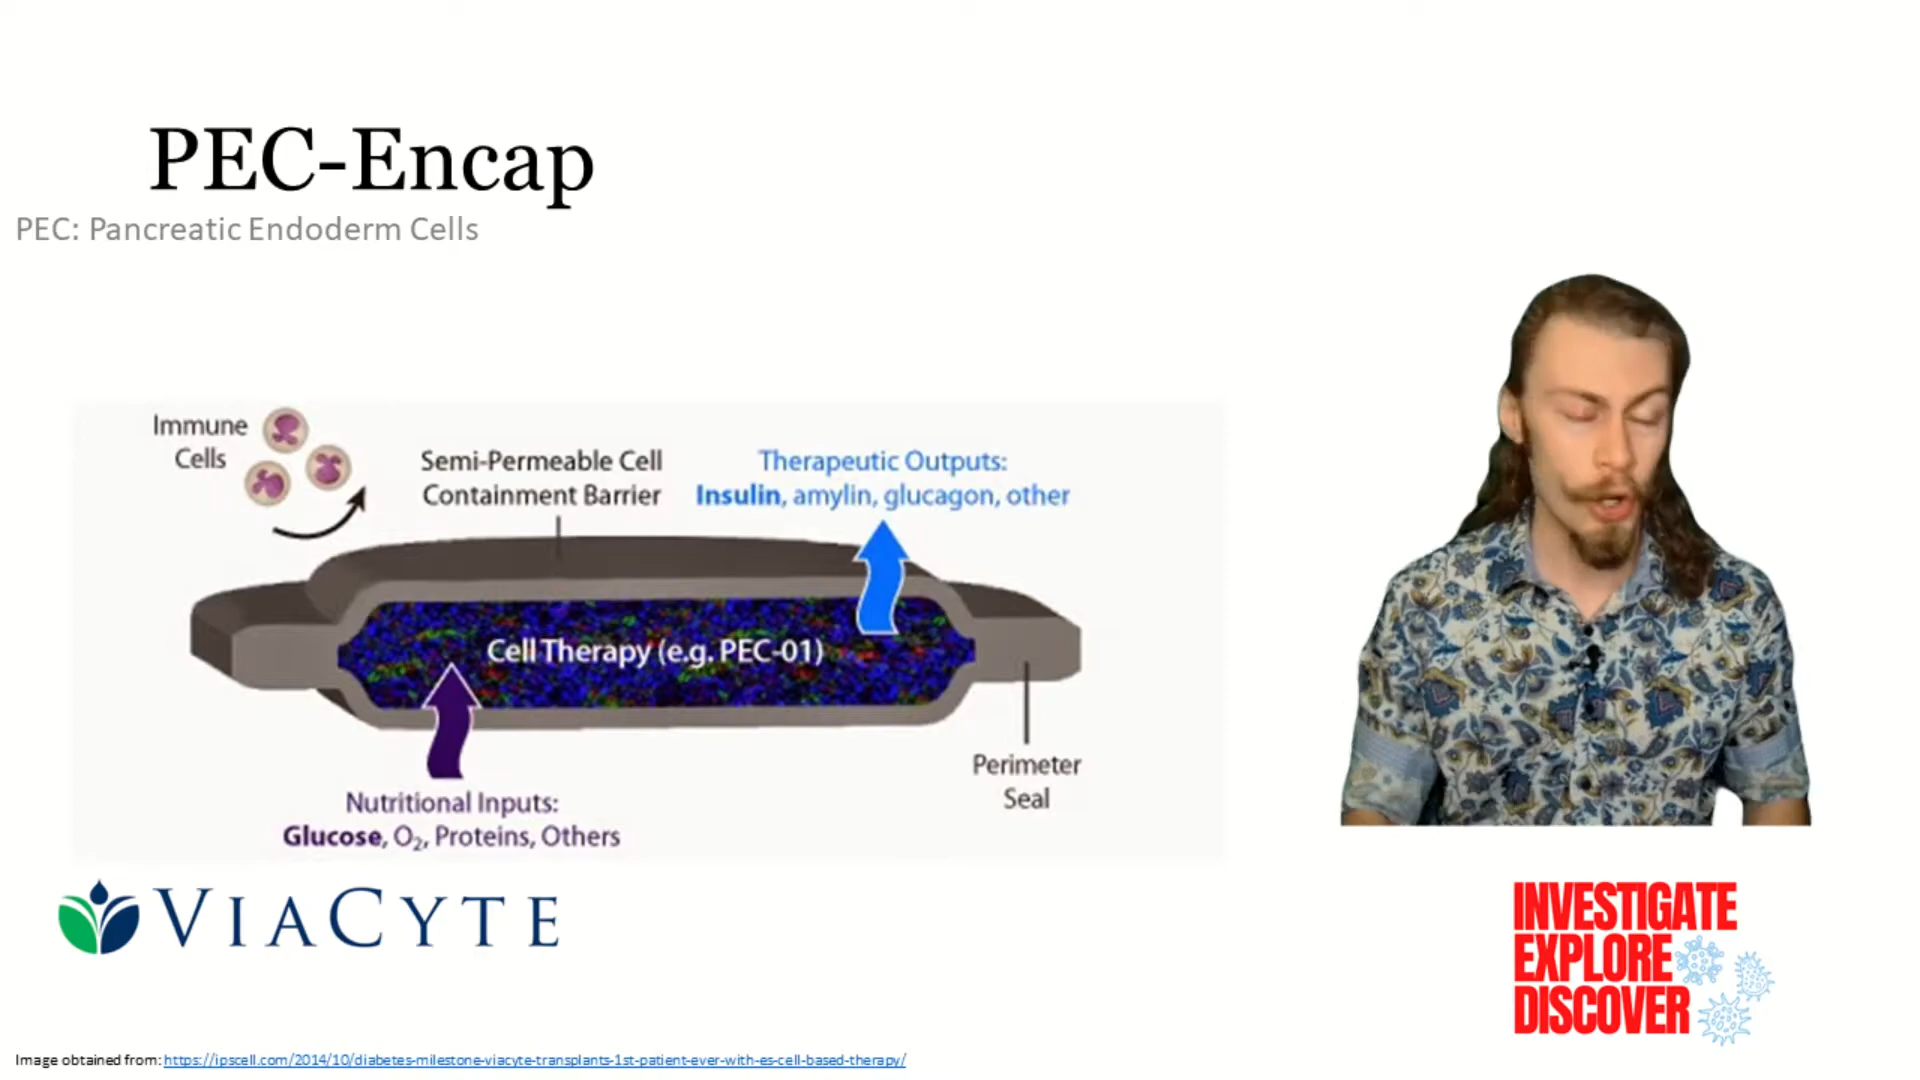 PEC-Encap
PEC: Pancreatic Endoderm Cells
Immune
Cells
Semi-Permeable Cell
Containment Barrier
Therapeutic Outputs:
Insulin, amylin, glucagon, other
Cell Therapy (e.g. PEC-01)
Perimeter
Seal
Nutritional Inputs:
Glucose, O₂, Proteins, Others
VIACYTE
INVESTIGATE
EXPLORE
DISCOVER
Image obtained from: https://ipscell.com/2014/10/diabetes-milestone-viacyte-transplants-1st-patient-ever-with-es-cell-based-therapy/